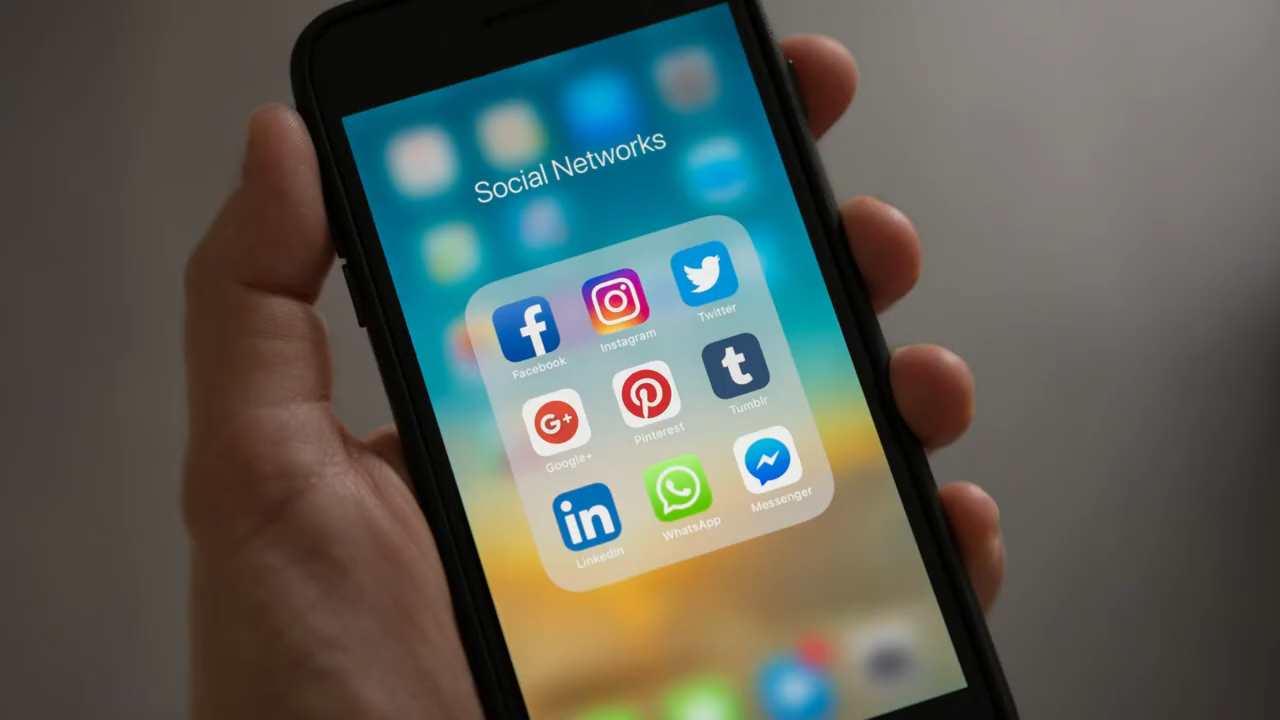 Social Networks
Facebook
Instagram
Twitter
Google+
Pinterest
Tumblr
LinkedIn
WhatsApp
Messenger